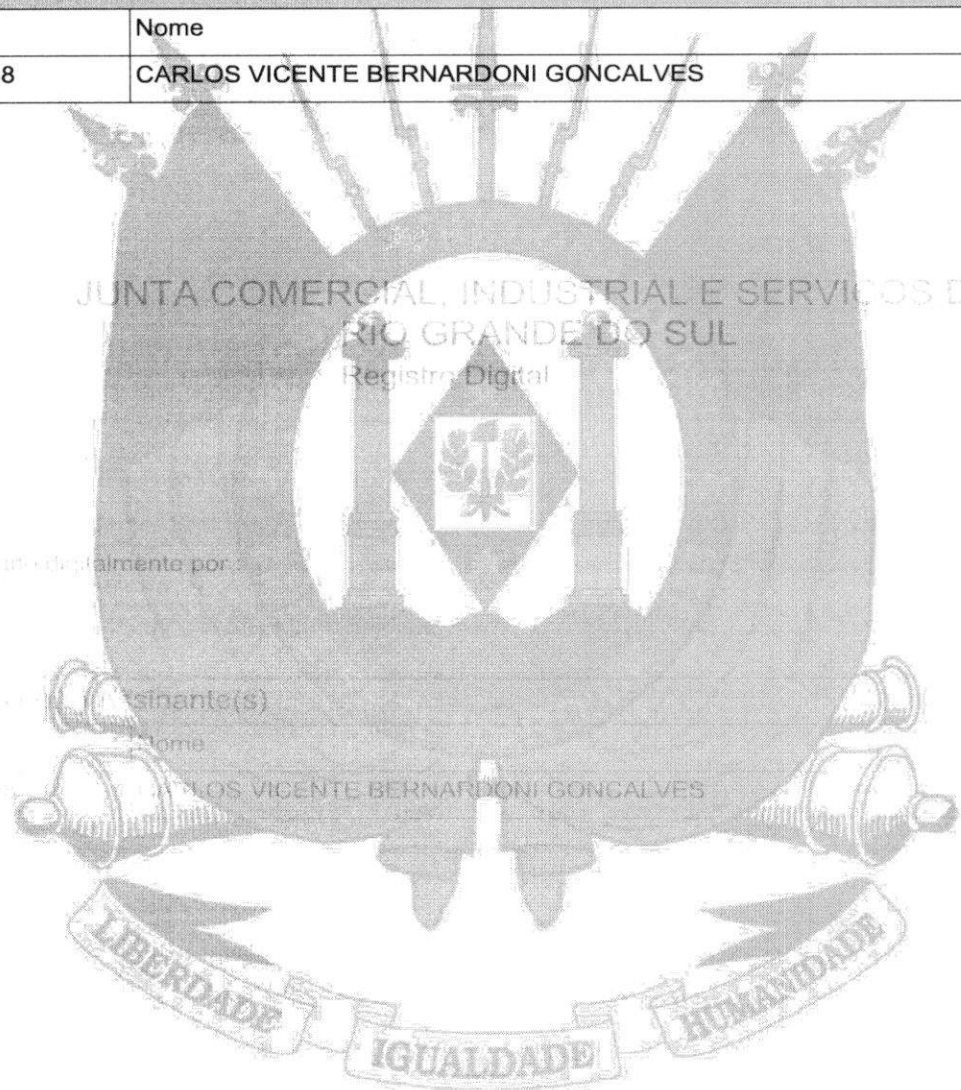 Nome
8 CARLOS VICENTE BERNARDONI GONCALVES
JUNTA COMERCIAL, INDUSTRIAL E SERVIÇOS D
RIO GRANDE DO SUL
Registro Digital
digitalmente por
sinante(s)
Nome
CARLOS VICENTE BERNARDONI GONCALVES
LIBERDADE
IGUALDADE
HUMANIDADE